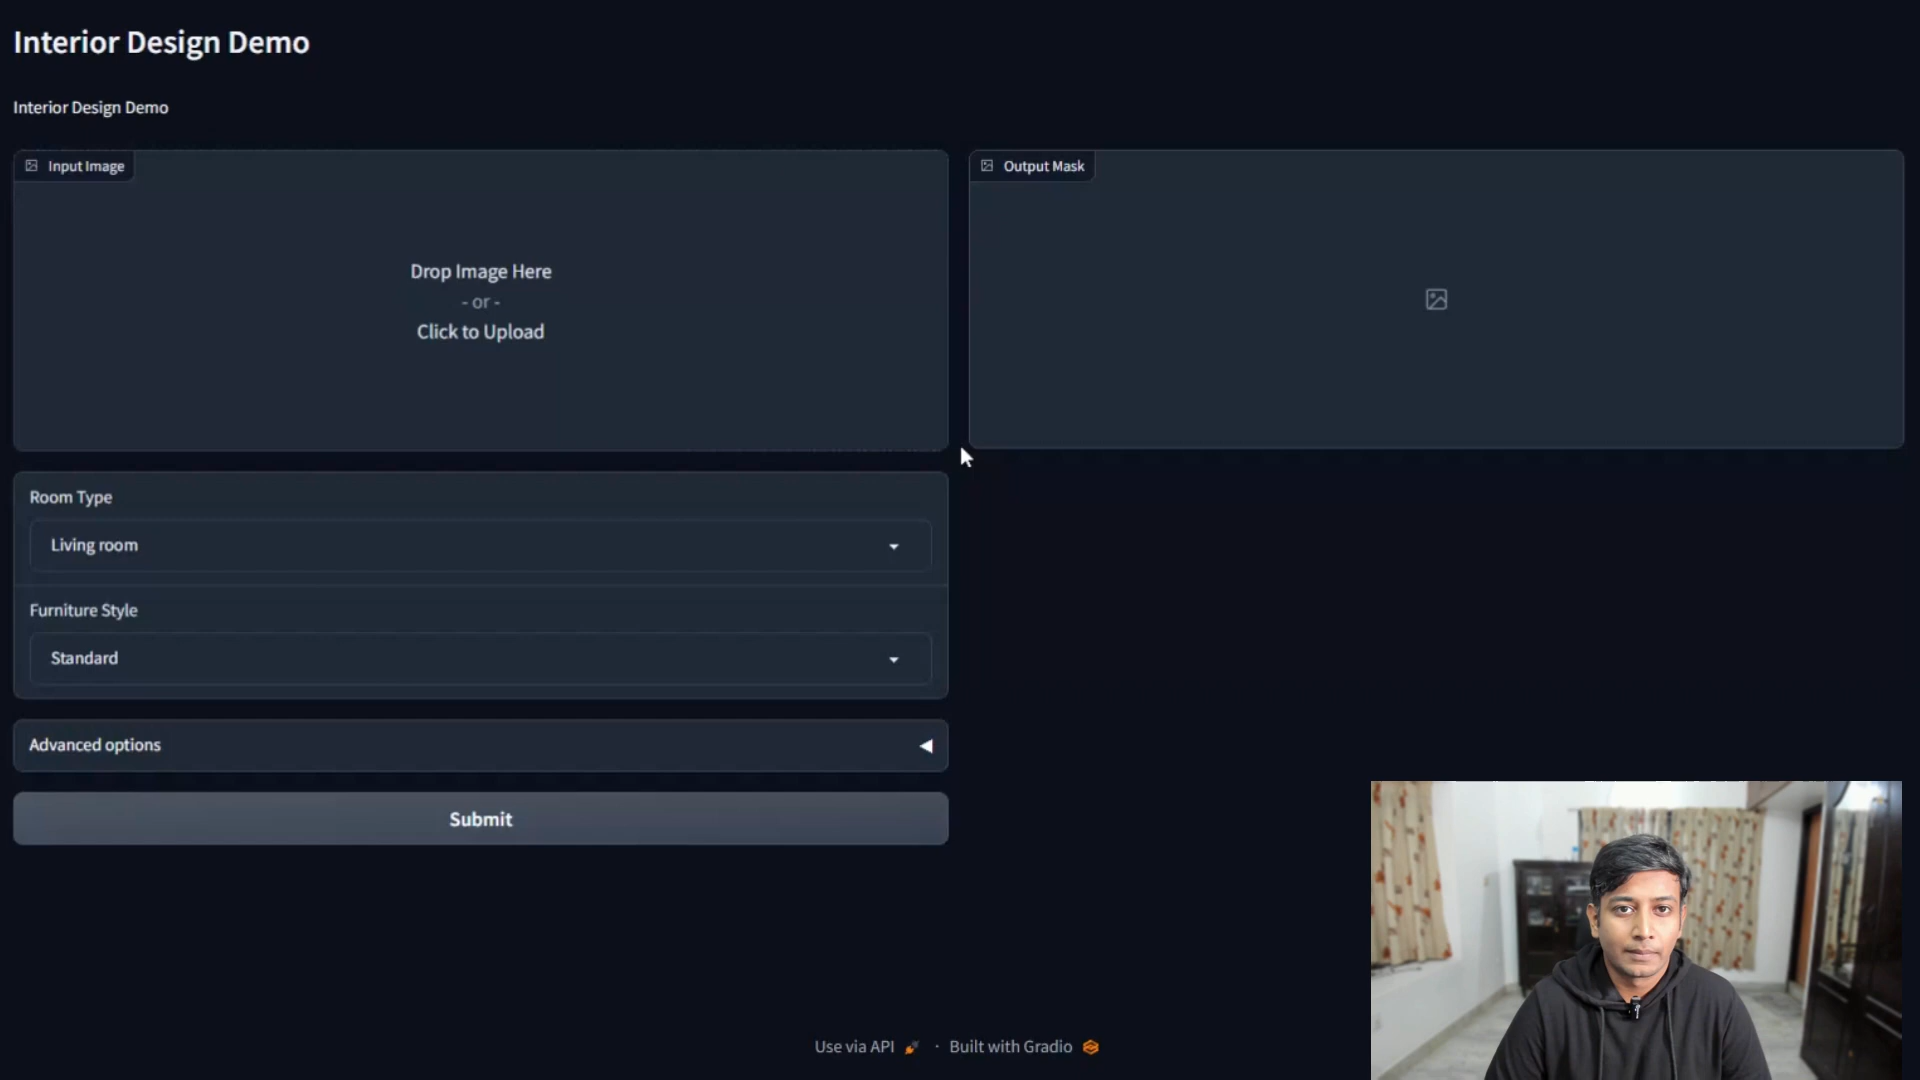 Interior Design Demo
Interior Design Demo
Input Image
Output Mask
Drop Image Here
- or -
Click to Upload
Room Type
Living room
Furniture Style
Standard
Advanced options
Submit
Use via API · Built with Gradio